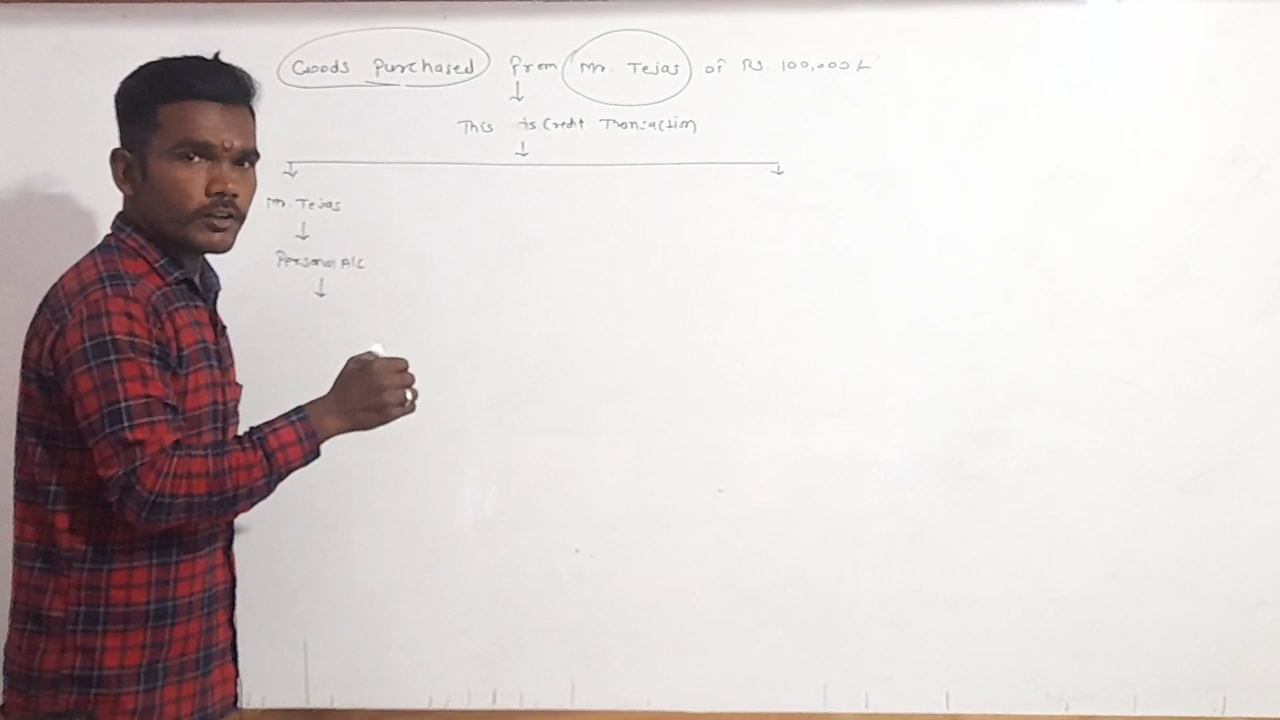 Goods Purchased from Mr. Tejas of Rs. 100,000/-
This is Credit Transaction
Mr. Tejas
Personal A/c